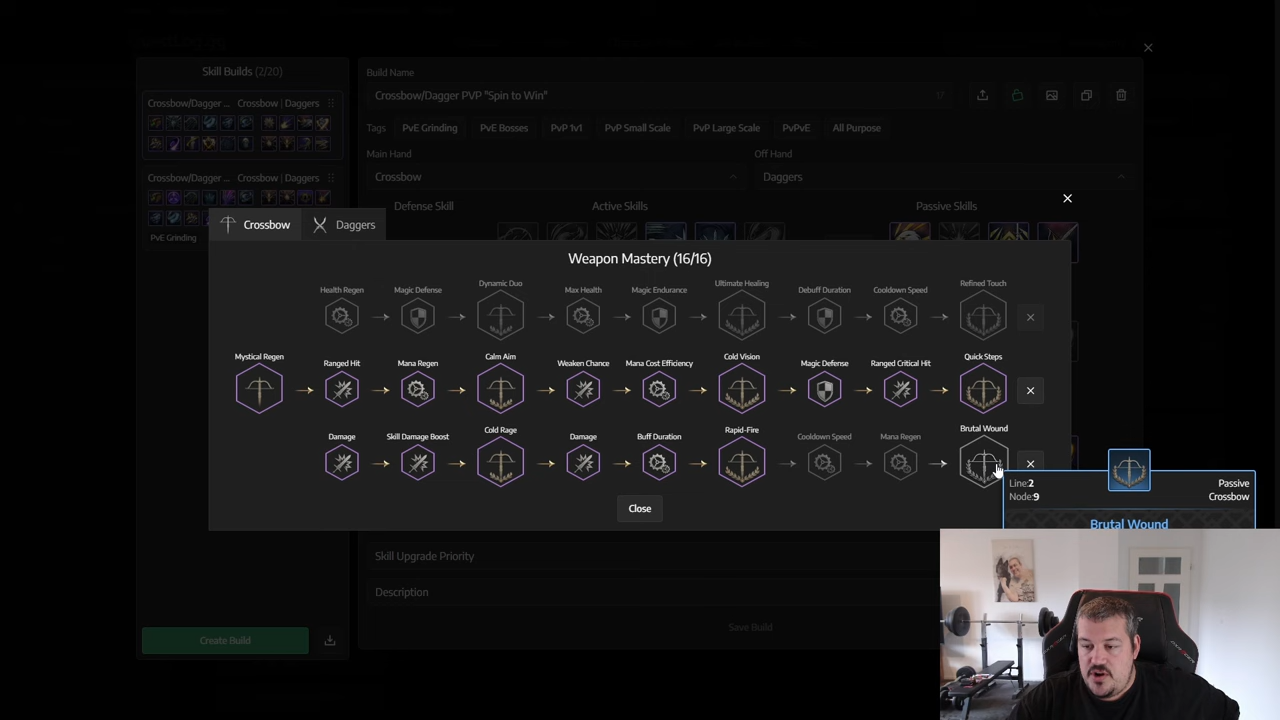 Skill Builds (2/20)
Build Name
Crossbow/Dagger ... Crossbow | Daggers
Crossbow/Dagger PVP "Spin to Win"
Tags PvE Grinding PvE Bosses PvP 1v1 PvP Small Scale PvP Large Scale PvPvE All Purpose
Main Hand Off Hand
Crossbow Daggers
Crossbow/Dagger ... Crossbow | Daggers
PvE Grinding
Defense Skill Active Skills Passive Skills
Crossbow Daggers
Weapon Mastery (16/16)
Health Regen Magic Defense Dynamic Duo Max Health Magic Endurance Ultimate Healing Debuff Duration Cooldown Speed Refined Touch
Mystical Regen Ranged Hit Mana Regen Calm Aim Weaken Chance Mana Cost Efficiency Cold Vision Magic Defense Ranged Critical Hit Quick Steps
Damage Skill Damage Boost Cold Rage Damage Buff Duration Rapid-Fire Cooldown Speed Mana Regen Brutal Wound
Line:2 Passive
Node:9 Crossbow
Brutal Wound
Close
Skill Upgrade Priority
Description
Save Build
Create Build